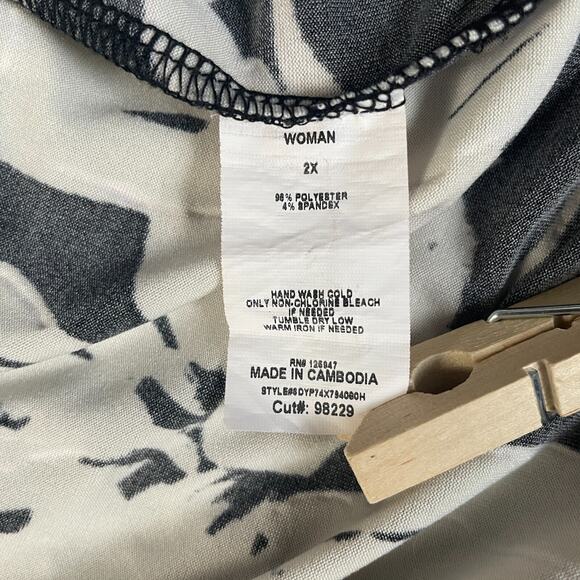 WOMAN
2X
96% POLYESTER
4% SPANDEX
HAND WASH COLD
ONLY NON-CHLORINE BLEACH
IF NEEDED
TUMBLE DRY LOW
WARM IRON IF NEEDED
RN# 126947
MADE IN CAMBODIA
Cut#: 98229